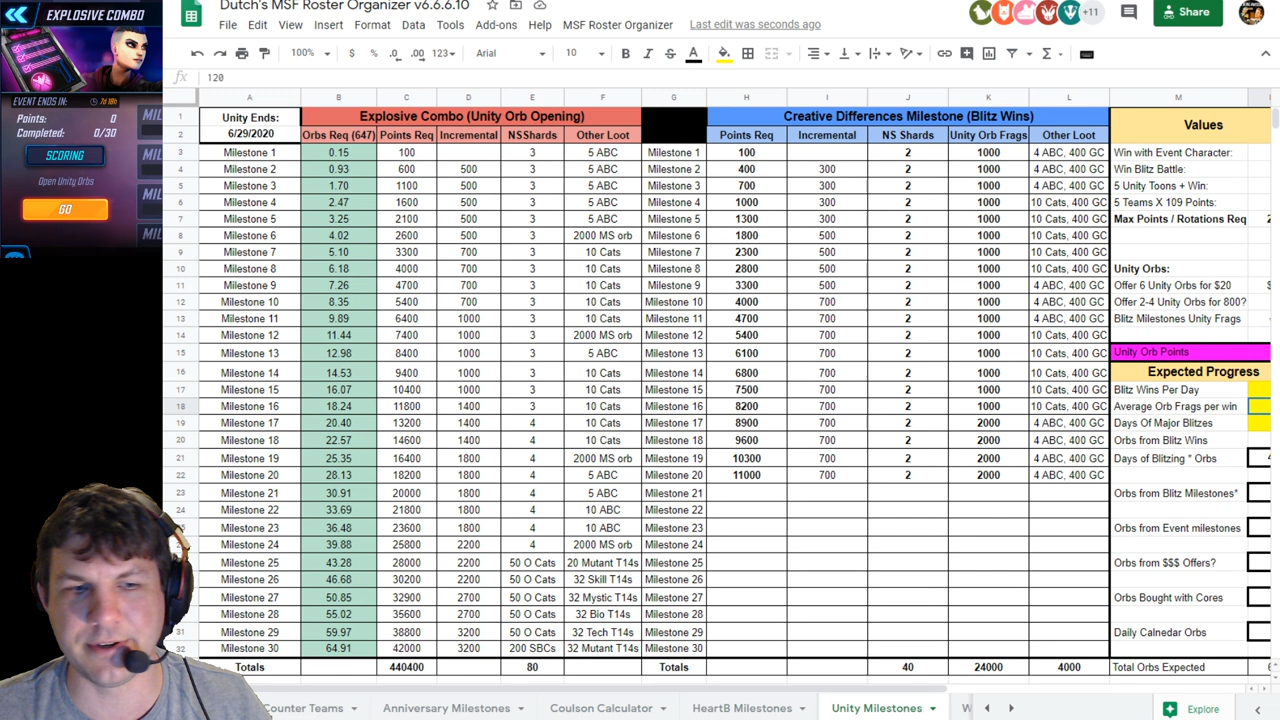 EXPLOSIVE COMBO
EVENT ENDS IN: 7d 18h
Points: 0
Completed: 0/30
SCORING
Open Unity Orbs
GO
Dutch's MSF Roster Organizer v6.6.6.10
File Edit View Insert Format Data Tools Add-ons Help MSF Roster Organizer Last edit was seconds ago
+11
Share
100% $ % .0 .00 123 Arial 10 B I S A
fx 120
A B C D E F G H I J K L M
1 Unity Ends: Explosive Combo (Unity Orb Opening) Creative Differences Milestone (Blitz Wins) Values
2 6/29/2020 Orbs Req (647) Points Req Incremental NSShards Other Loot Points Req Incremental NS Shards Unity Orb Frags Other Loot
3 Milestone 1 0.15 100 3 5 ABC Milestone 1 100 2 1000 4 ABC, 400 GC Win with Event Character:
4 Milestone 2 0.93 600 500 3 5 ABC Milestone 2 400 300 2 1000 4 ABC, 400 GC Win Blitz Battle:
5 Milestone 3 1.70 1100 500 3 5 ABC Milestone 3 700 300 2 1000 4 ABC, 400 GC 5 Unity Toons + Win:
6 Milestone 4 2.47 1600 500 3 5 ABC Milestone 4 1000 300 2 1000 10 Cats, 400 GC 5 Teams X 109 Points:
7 Milestone 5 3.25 2100 500 3 5 ABC Milestone 5 1300 300 2 1000 10 Cats, 400 GC Max Points / Rotations Req
8 Milestone 6 4.02 2600 500 3 2000 MS orb Milestone 6 1800 500 2 1000 10 Cats, 400 GC
9 Milestone 7 5.10 3300 700 3 10 Cats Milestone 7 2300 500 2 1000 10 Cats, 400 GC
10 Milestone 8 6.18 4000 700 3 10 Cats Milestone 8 2800 500 2 1000 10 Cats, 400 GC Unity Orbs:
11 Milestone 9 7.26 4700 700 3 10 Cats Milestone 9 3300 500 2 1000 10 Cats, 400 GC Offer 6 Unity Orbs for $20
12 Milestone 10 8.35 5400 700 3 10 Cats Milestone 10 4000 700 2 1000 10 Cats, 400 GC Offer 2-4 Unity Orbs for 800?
13 Milestone 11 9.89 6400 1000 3 10 Cats Milestone 11 4700 700 2 1000 10 Cats, 400 GC Blitz Milestones Unity Frags
14 Milestone 12 11.44 7400 1000 3 2000 MS orb Milestone 12 5400 700 2 1000 10 Cats, 400 GC
15 Milestone 13 12.98 8400 1000 3 5 ABC Milestone 13 6100 700 2 1000 10 Cats, 400 GC Unity Orb Points
16 Milestone 14 14.53 9400 1000 3 10 Cats Milestone 14 6800 700 2 1000 10 Cats, 400 GC Expected Progress
17 Milestone 15 16.07 10400 1000 3 10 Cats Milestone 15 7500 700 2 1000 10 Cats, 400 GC Blitz Wins Per Day
18 Milestone 16 18.24 11800 1400 3 10 Cats Milestone 16 8200 700 2 1000 10 Cats, 400 GC Average Orb Frags per win
19 Milestone 17 20.40 13200 1400 4 10 Cats Milestone 17 8900 700 2 2000 4 ABC, 400 GC Days Of Major Blitzes
20 Milestone 18 22.57 14600 1400 4 10 Cats Milestone 18 9600 700 2 2000 4 ABC, 400 GC Orbs from Blitz Wins
21 Milestone 19 25.35 16400 1800 4 2000 MS orb Milestone 19 10300 700 2 2000 4 ABC, 400 GC Days of Blitzing * Orbs
22 Milestone 20 28.13 18200 1800 4 5 ABC Milestone 20 11000 700 2 2000 4 ABC, 400 GC
23 Milestone 21 30.91 20000 1800 4 5 ABC Milestone 21 Orbs from Blitz Milestones*
24 Milestone 22 33.69 21800 1800 4 10 ABC Milestone 22
Milestone 23 36.48 23600 1800 4 10 ABC Milestone 23 Orbs from Event milestones
Milestone 24 39.88 25800 2200 4 2000 MS orb Milestone 24
Milestone 25 43.28 28000 2200 50 O Cats 20 Mutant T14s Milestone 25 Orbs from $$$ Offers?
Milestone 26 46.68 30200 2200 50 O Cats 32 Skill T14s Milestone 26
Milestone 27 50.85 32900 2700 50 O Cats 32 Mystic T14s Milestone 27 Orbs Bought with Cores
Milestone 28 55.02 35600 2700 50 O Cats 32 Bio T14s Milestone 28
31 Milestone 29 59.97 38800 3200 50 O Cats 32 Tech T14s Milestone 29 Daily Calnedar Orbs
32 Milestone 30 64.91 42000 3200 200 SBCs 32 Mutant T14s Milestone 30
Totals 440400 80 Totals 40 24000 4000 Total Orbs Expected
Counter Teams Anniversary Milestones Coulson Calculator HeartB Milestones Unity Milestones Explore